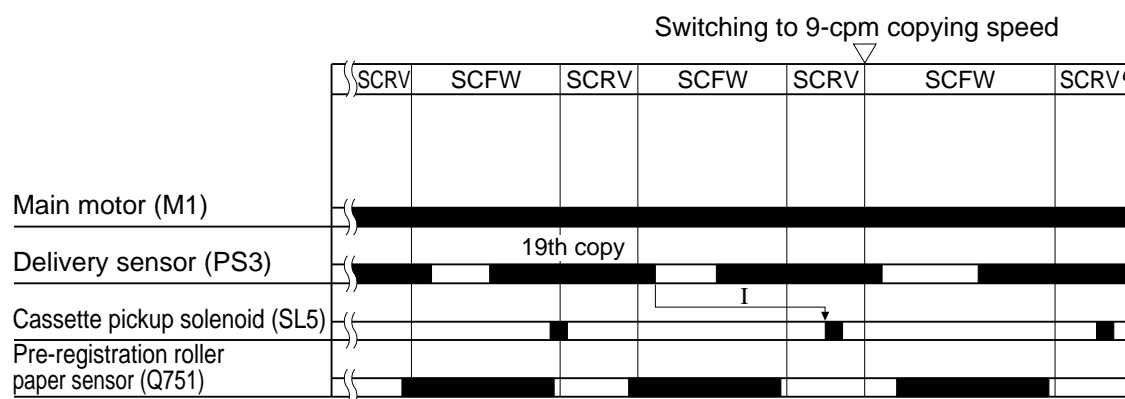 Switching to 9-cpm copying speed
SCRV SCFW SCRV SCFW SCRV SCFW SCRV
Main motor (M1)
19th copy
Delivery sensor (PS3)
I
Cassette pickup solenoid (SL5)
Pre-registration roller
paper sensor (Q751)